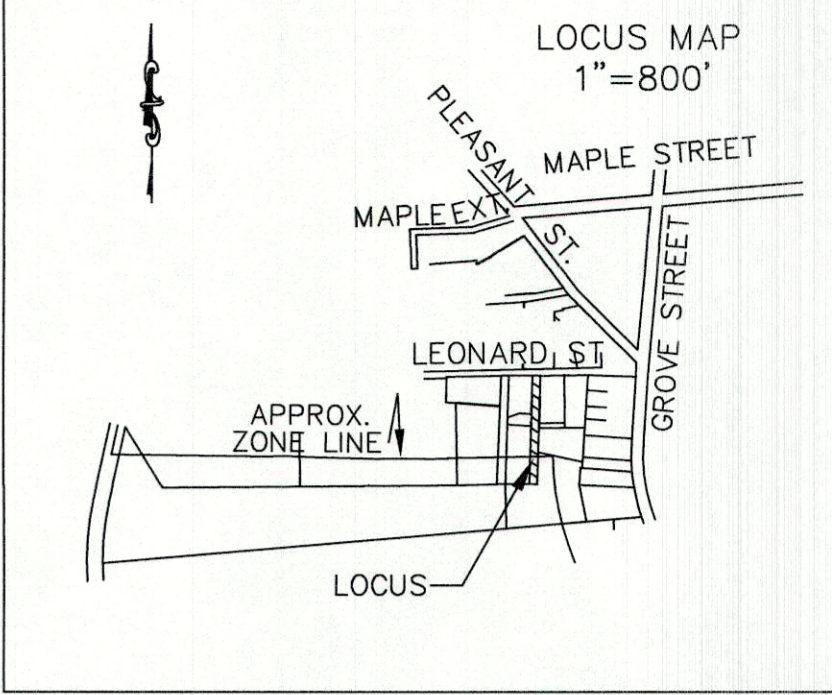 LOCUS MAP
1"=800'
PLEASANT
ST.
MAPLE STREET
MAPLE EXT.
GROVE STREET
LEONARD ST
APPROX.
ZONE LINE
LOCUS